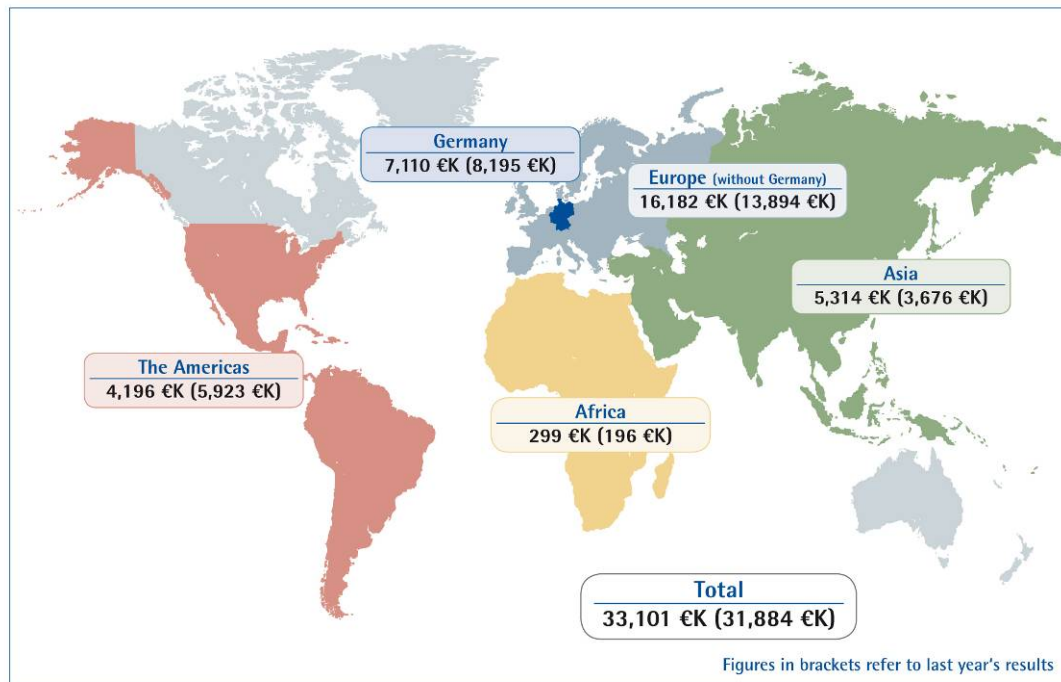 Germany
7,110 €K (8,195 €K)
Europe (without Germany)
16,182 €K (13,894 €K)
Asia
5,314 €K (3,676 €K)
The Americas
4,196 €K (5,923 €K)
Africa
299 €K (196 €K)
Total
33,101 €K (31,884 €K)
Figures in brackets refer to last year's results